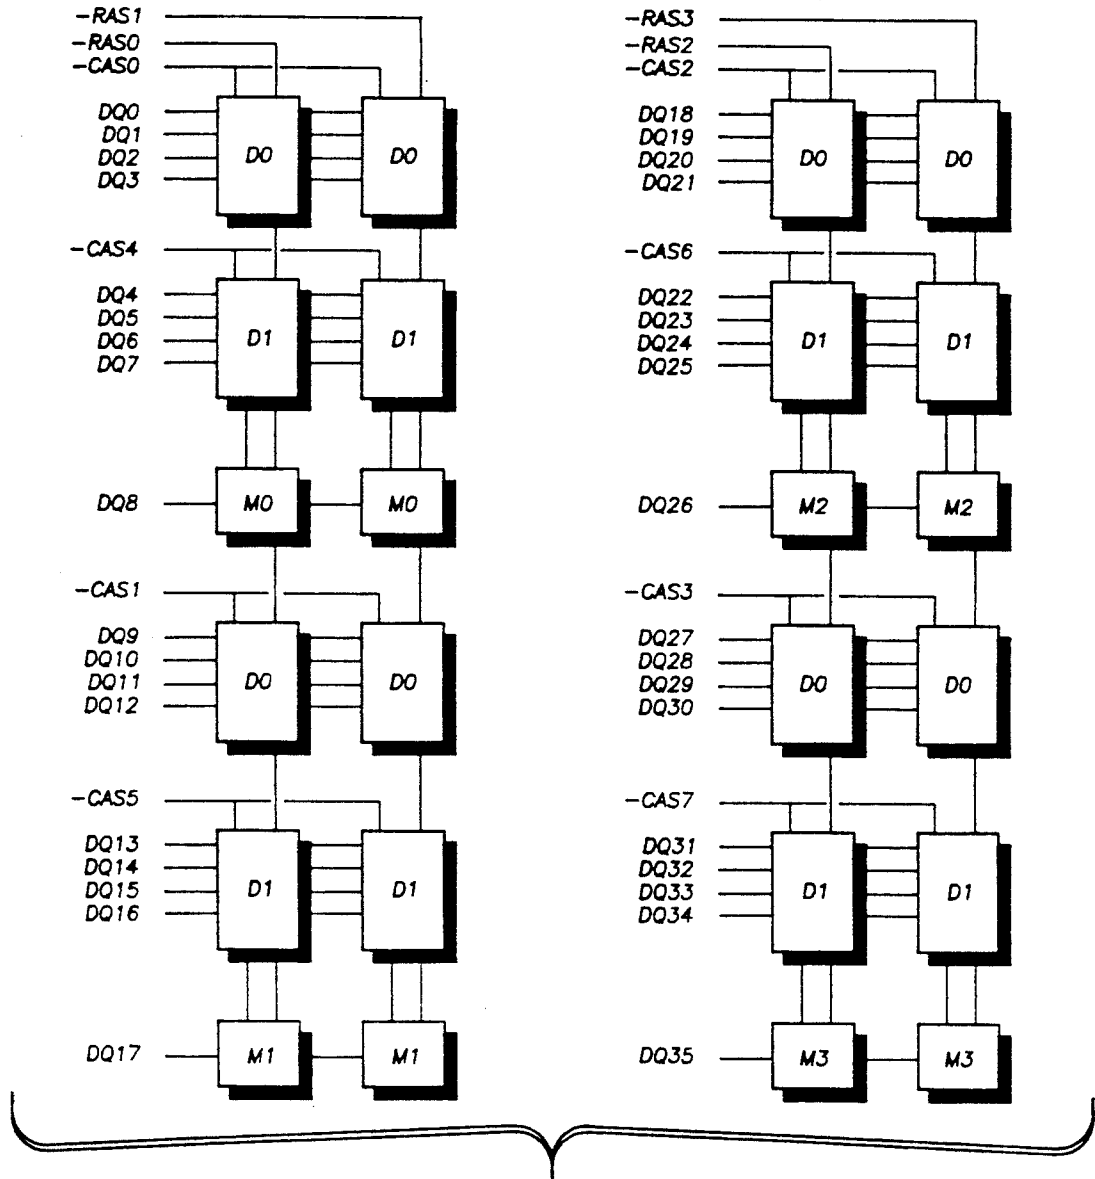 -RAS1
-RAS0
-CAS0
DQ0
DQ1
DQ2
DQ3
D0 D0
-CAS4
DQ4
DQ5
DQ6
DQ7
D1 D1
DQ8 M0 M0
-CAS1
DQ9
DQ10
DQ11
DQ12
D0 D0
-CAS5
DQ13
DQ14
DQ15
DQ16
D1 D1
DQ17 M1 M1
-RAS3
-RAS2
-CAS2
DQ18
DQ19
DQ20
DQ21
D0 D0
-CAS6
DQ22
DQ23
DQ24
DQ25
D1 D1
DQ26 M2 M2
-CAS3
DQ27
DQ28
DQ29
DQ30
D0 D0
-CAS7
DQ31
DQ32
DQ33
DQ34
D1 D1
DQ35 M3 M3